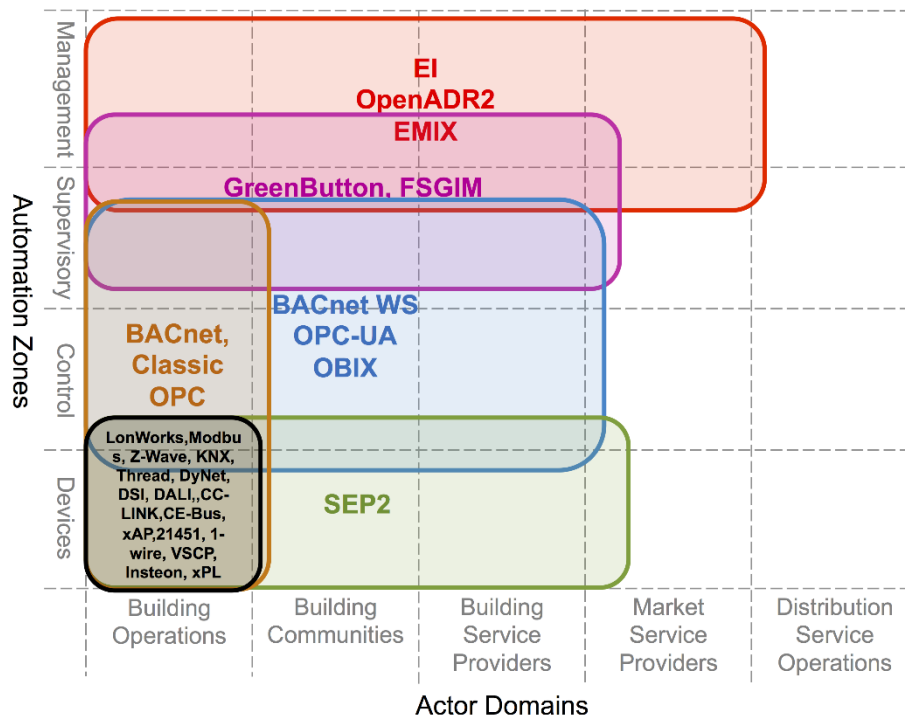 Automation Zones
Management
Supervisory
Control
Devices
EI
OpenADR2
EMIX
GreenButton, FSGIM
BACnet WS
OPC-UA
OBIX
BACnet,
Classic
OPC
LonWorks,Modbu
s, Z-Wave, KNX,
Thread, DyNet,
DSI, DALI,,CC-
LINK,CE-Bus,
xAP,21451, 1-
wire, VSCP,
Insteon, xPL
SEP2
Building
Operations
Building
Communities
Building
Service
Providers
Market
Service
Providers
Distribution
Service
Operations
Actor Domains